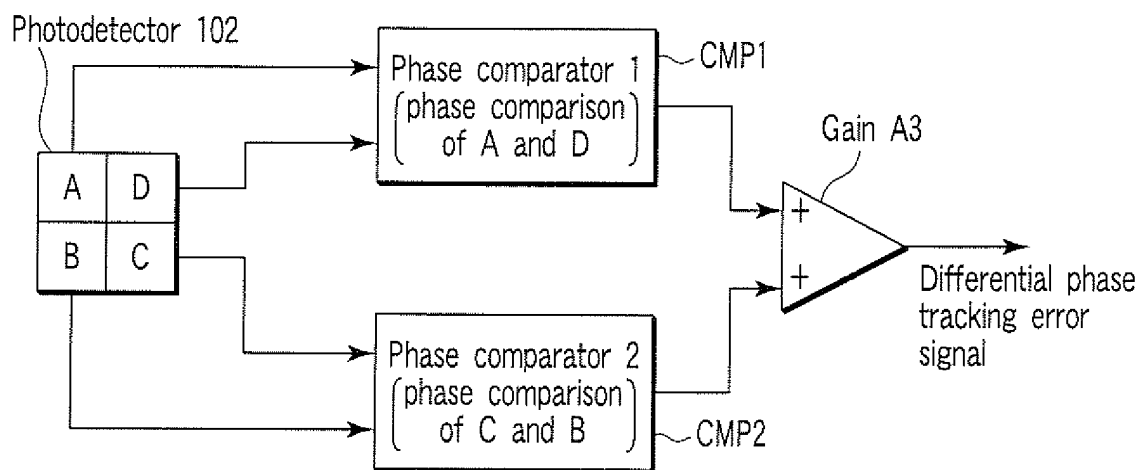 Photodetector 102
A
D
B
C
Phase comparator 1
(phase comparison
of A and D)
CMP1
Gain A3
+
+
Differential phase
tracking error
signal
Phase comparator 2
(phase comparison
of C and B)
CMP2